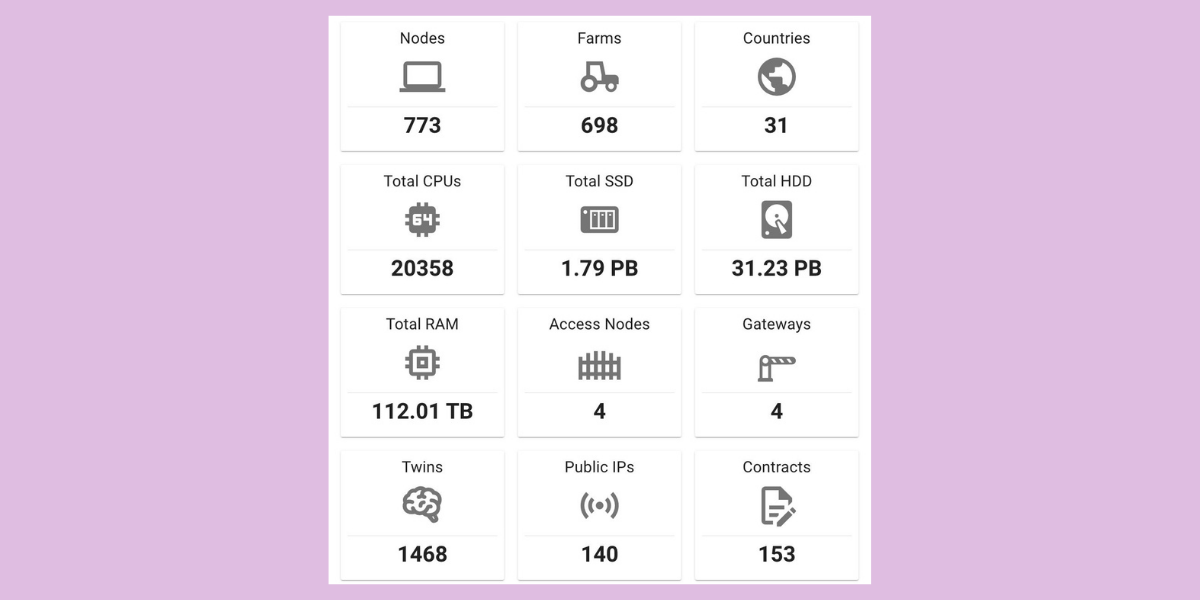 Nodes
Farms
Countries
773
698
31
Total CPUs
Total SSD
Total HDD
64
20358
1.79 PB
31.23 PB
Total RAM
Access Nodes
Gateways
112.01 TB
4
4
Twins
Public IPs
Contracts
1468
140
153